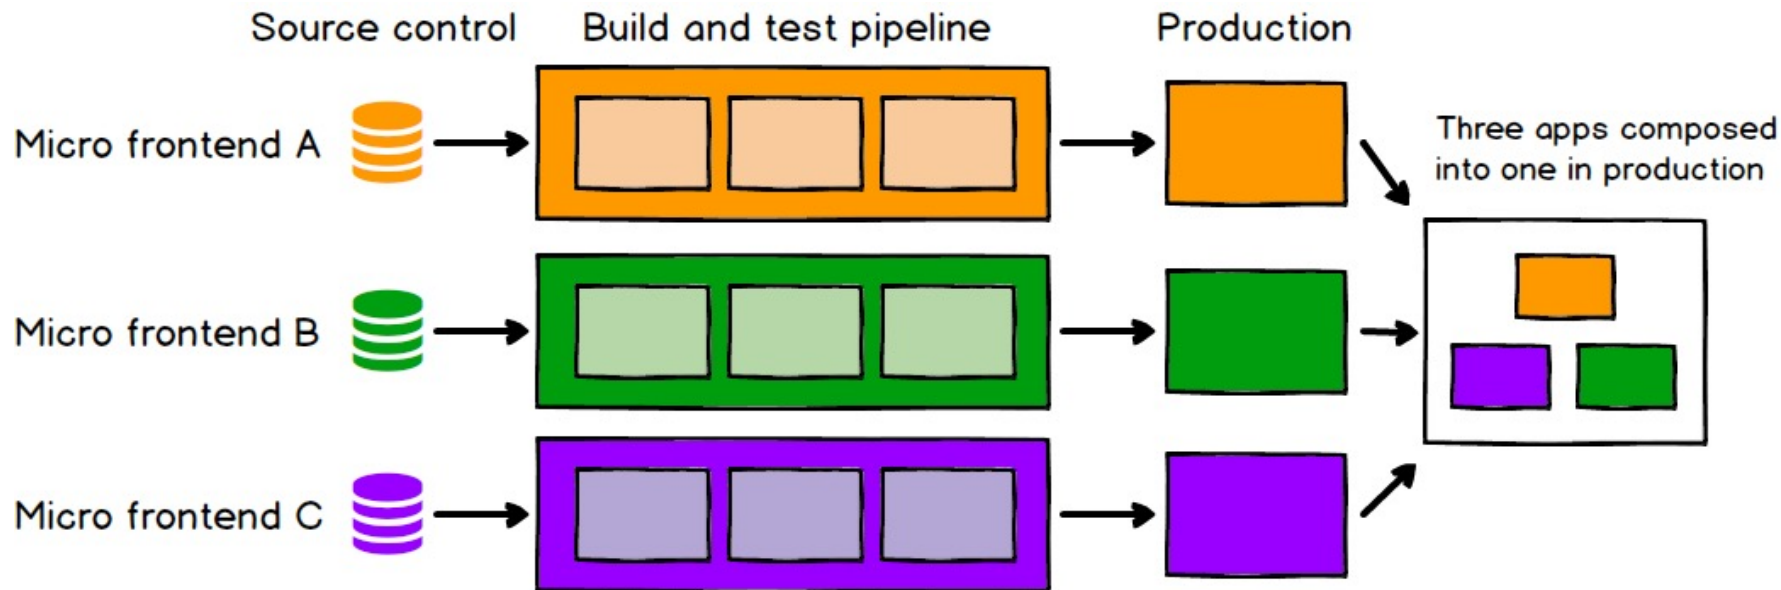 Source control
Build and test pipeline
Production
Micro frontend A
Three apps composed
into one in production
Micro frontend B
Micro frontend C